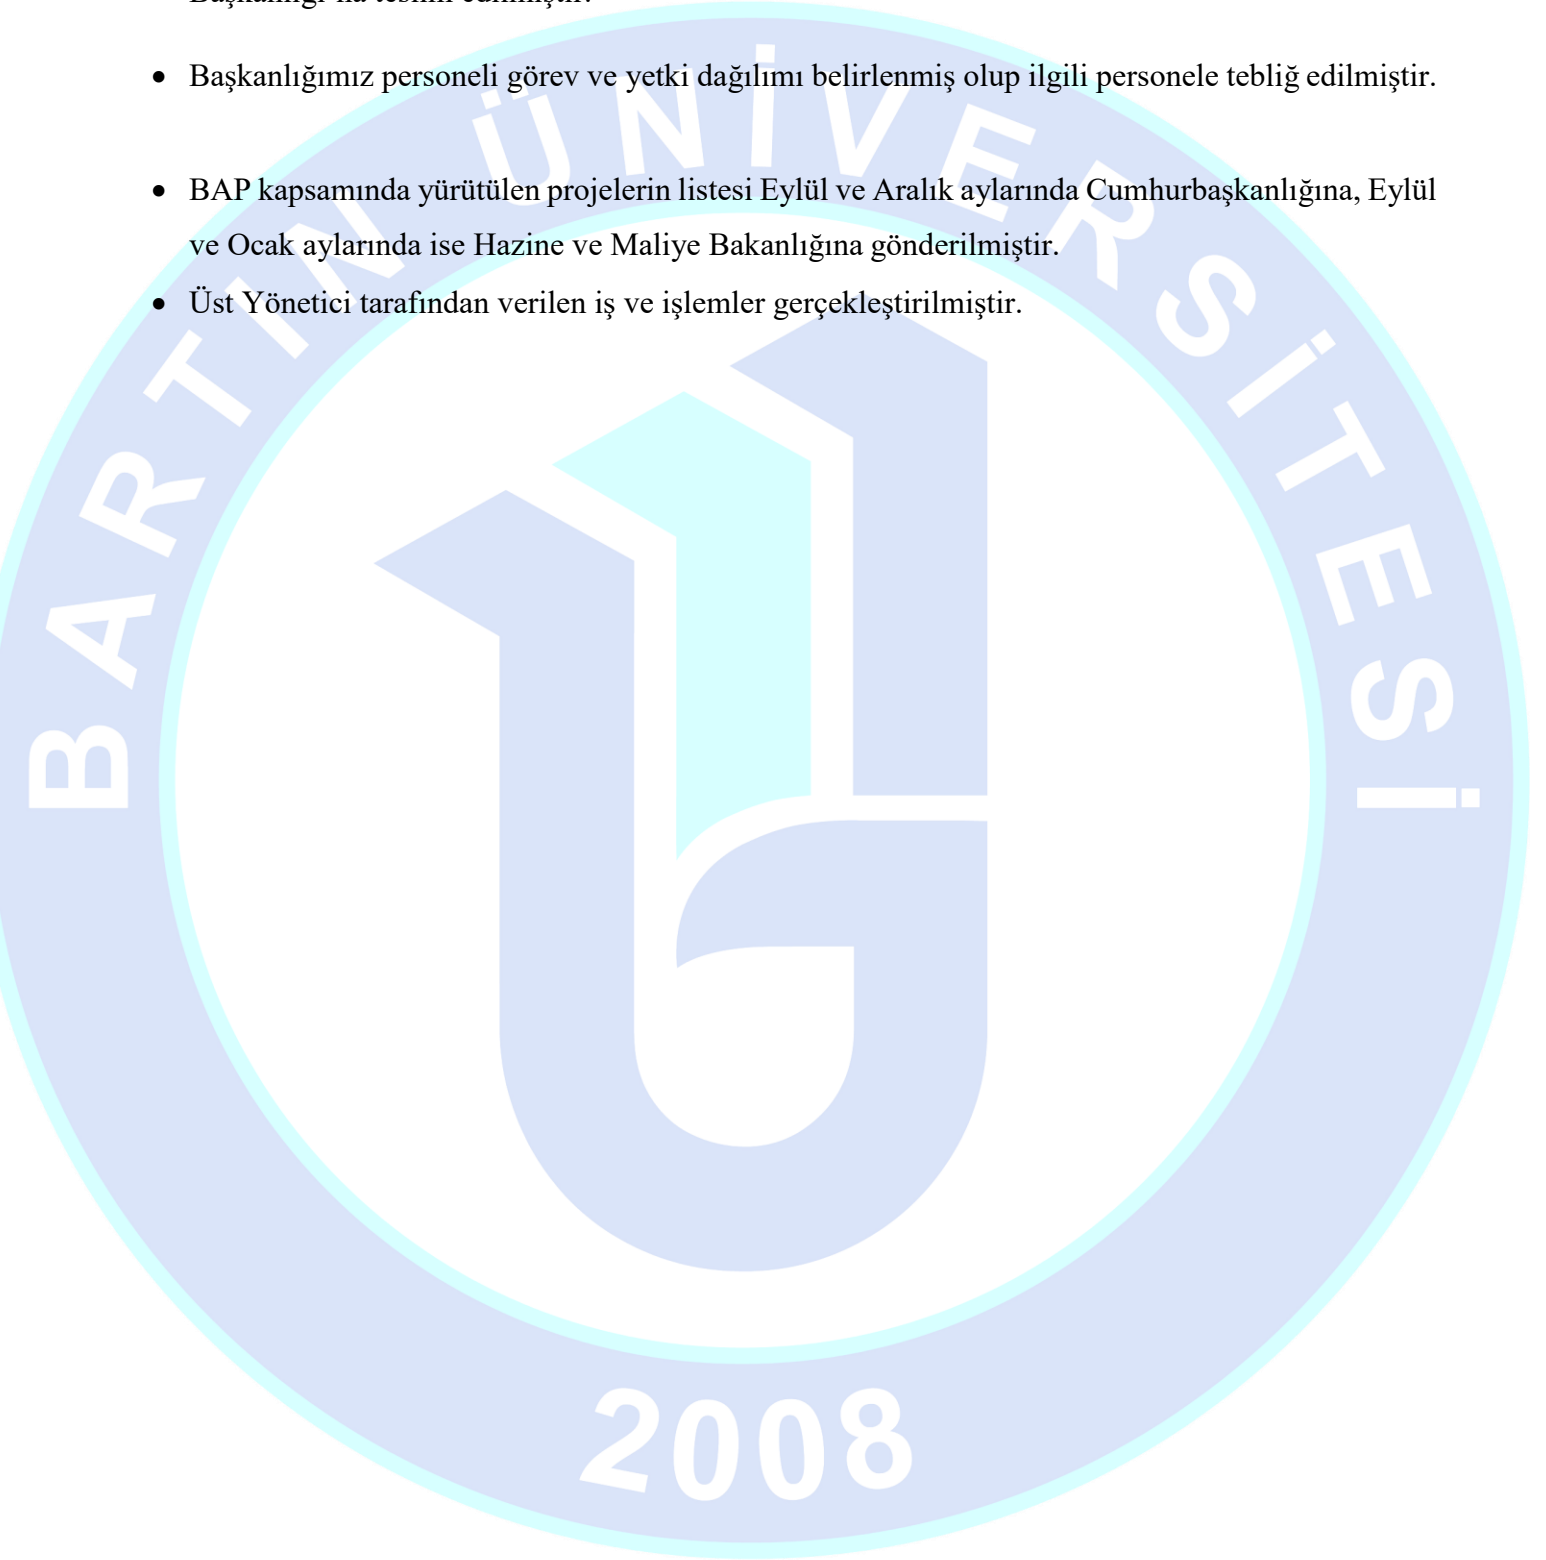 • Başkanlığımız personeli görev ve yetki dağılımı belirlenmiş olup ilgili personele tebliğ edilmiştir.
• BAP kapsamında yürütülen projelerin listesi Eylül ve Aralık aylarında Cumhurbaşkanlığına, Eylül
ve Ocak aylarında ise Hazine ve Maliye Bakanlığına gönderilmiştir.
• Üst Yönetici tarafından verilen iş ve işlemler gerçekleştirilmiştir.
BARTIN ÜNİVERSİTESİ
2008